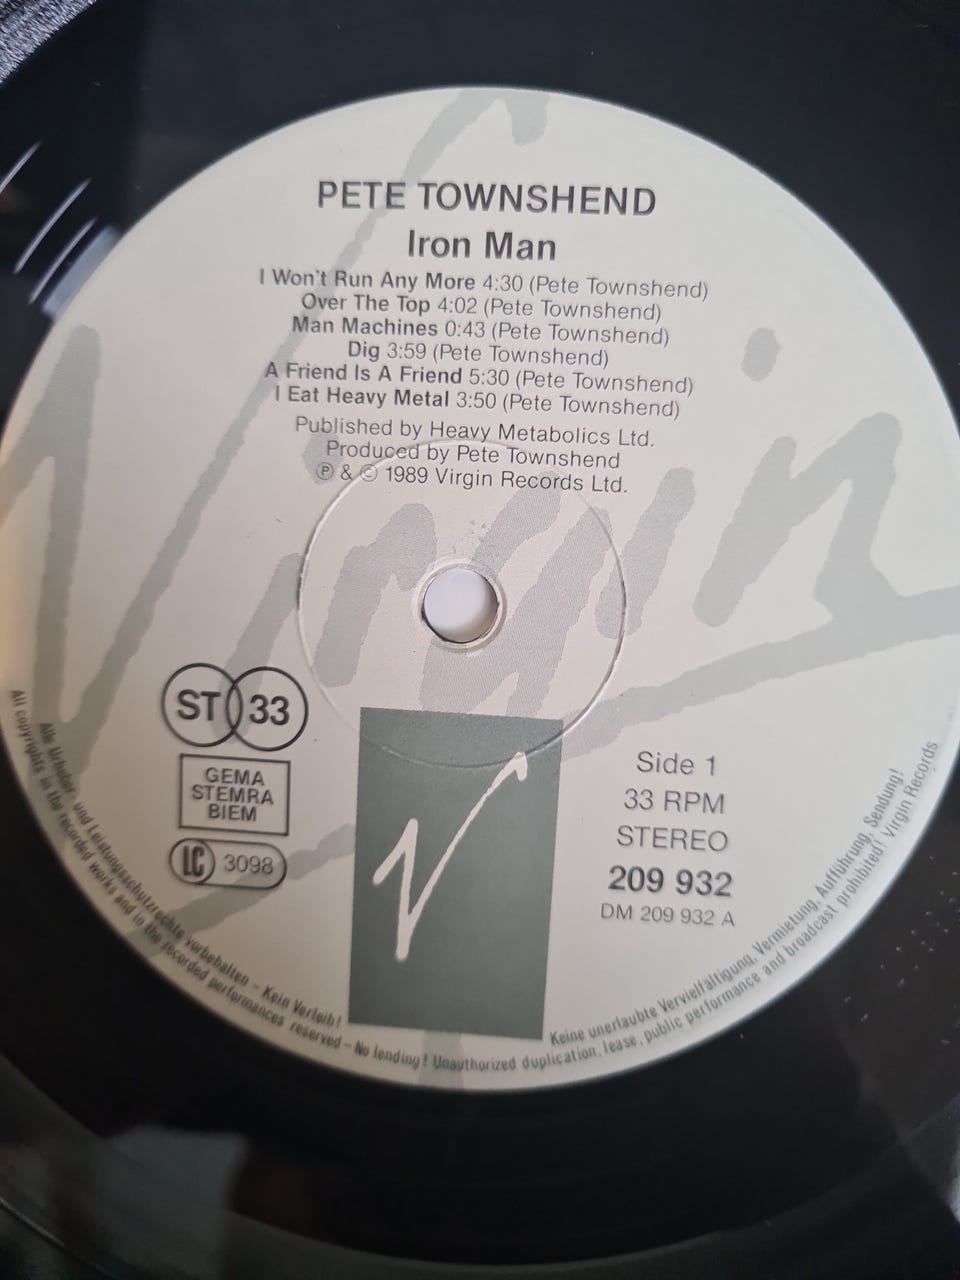 PETE TOWNSHEND
Iron Man
I Won't Run Any More 4:30 (Pete Townshend)
Over The Top 4:02 (Pete Townshend)
Man Machines 0:43 (Pete Townshend)
Dig 3:59 (Pete Townshend)
A Friend Is A Friend 5:30 (Pete Townshend)
I Eat Heavy Metal 3:50 (Pete Townshend)
Published by Heavy Metabolics Ltd.
Produced by Pete Townshend
Ⓟ & © 1989 Virgin Records Ltd.
Virgin
ST 33
GEMA
STEMRA
BIEM
LC 3098
V
Side 1
33 RPM
STEREO
209 932
DM 209 932 A
Alle Urheber- und Leistungsschutzrechte vorbehalten – Kein Verleih! Keine unerlaubte Vervielfältigung, Vermietung, Aufführung, Sendung!
All copyrights in the recorded works and in the recorded performances reserved – No lending! Unauthorized duplication, lease, public performance and broadcast prohibited! Virgin Records